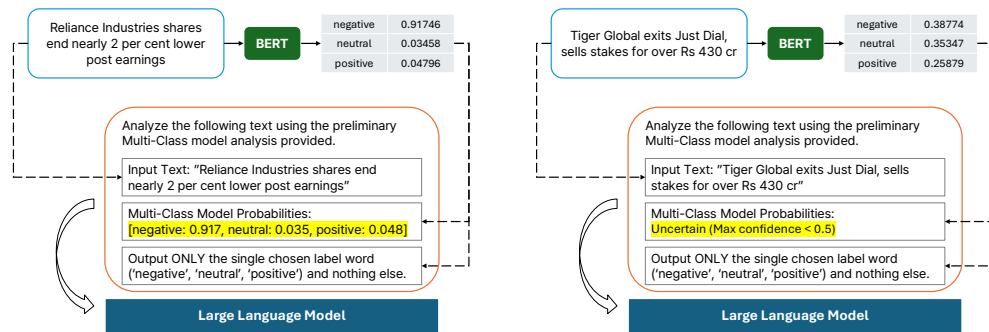 Reliance Industries shares
end nearly 2 per cent lower
post earnings
BERT
negative 0.91746
neutral 0.03458
positive 0.04796
Analyze the following text using the preliminary
Multi-Class model analysis provided.
Input Text: "Reliance Industries shares end
nearly 2 per cent lower post earnings”
Multi-Class Model Probabilities:
[negative: 0.917, neutral: 0.035, positive: 0.048]
Output ONLY the single chosen label word
(‘negative’, ‘neutral’, ‘positive’) and nothing else.
Large Language Model
Tiger Global exits Just Dial,
sells stakes for over Rs 430 cr
BERT
negative 0.38774
neutral 0.35347
positive 0.25879
Analyze the following text using the preliminary
Multi-Class model analysis provided.
Input Text: "Tiger Global exits Just Dial, sells
stakes for over Rs 430 cr”
Multi-Class Model Probabilities:
Uncertain (Max confidence < 0.5)
Output ONLY the single chosen label word
(‘negative’, ‘neutral’, ‘positive’) and nothing else.
Large Language Model